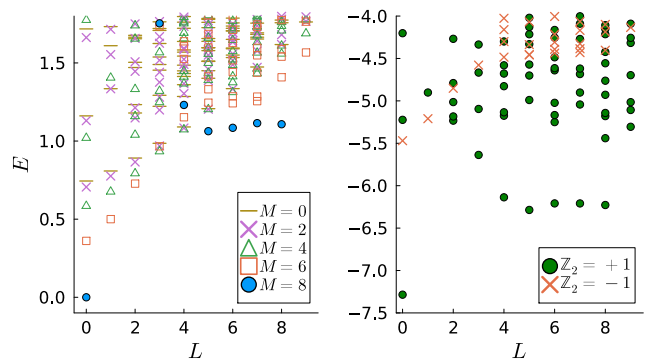 1.5
1.0
0.5
0.0
E
0 2 4 6 8
L
M = 0
M = 2
M = 4
M = 6
M = 8
−4.0
−4.5
−5.0
−5.5
−6.0
−6.5
−7.0
−7.5
0 2 4 6 8
L
ℤ₂ = +1
ℤ₂ = −1